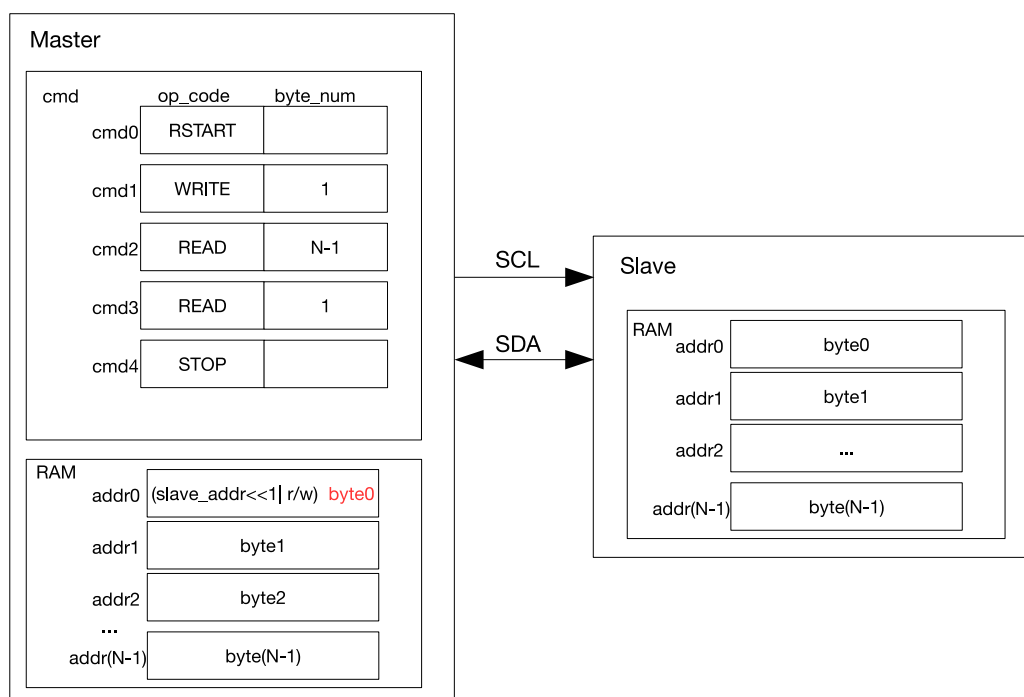 Master
cmd op_code byte_num
cmd0 RSTART
cmd1 WRITE 1
cmd2 READ N-1
cmd3 READ 1
cmd4 STOP
RAM
addr0 (slave_addr<<1| r/w) byte0
addr1 byte1
addr2 byte2
...
addr(N-1) byte(N-1)
SCL
SDA
Slave
RAM
addr0 byte0
addr1 byte1
addr2 ...
addr(N-1) byte(N-1)